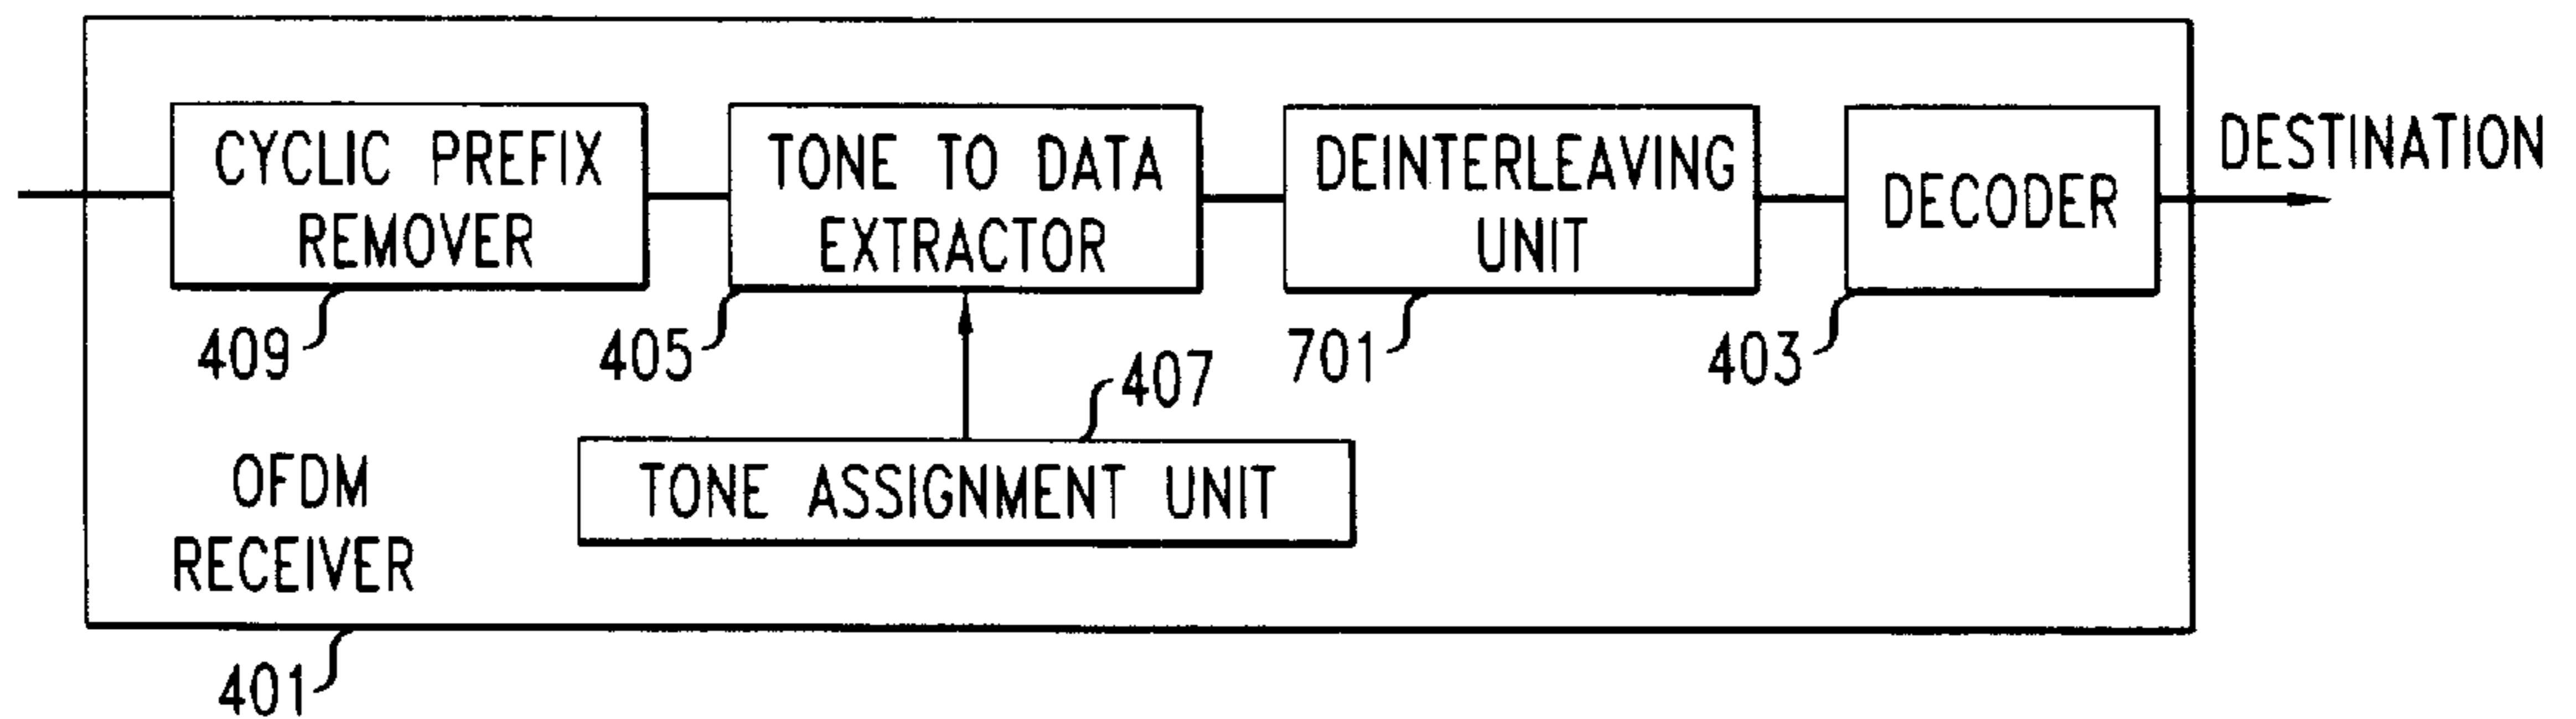 CYCLIC PREFIX
REMOVER
TONE TO DATA
EXTRACTOR
DEINTERLEAVING
UNIT
DECODER
DESTINATION
409
405
701
403
407
TONE ASSIGNMENT UNIT
OFDM
RECEIVER
401